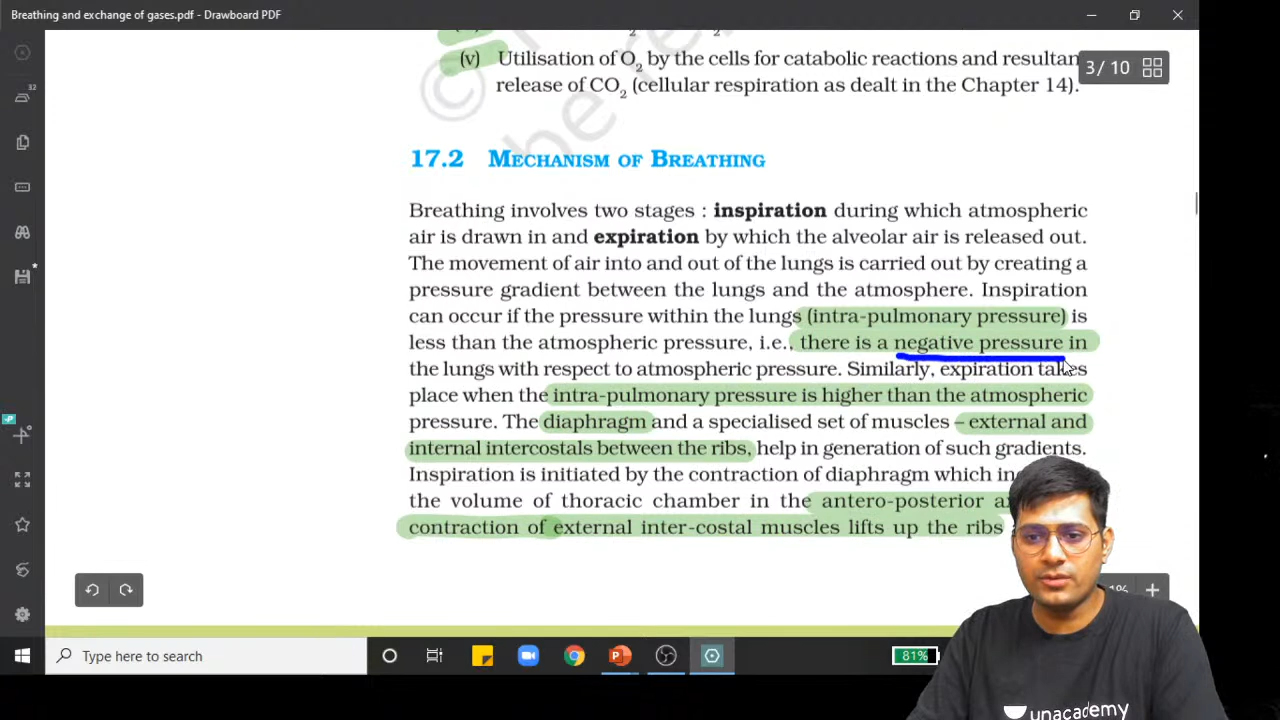 Breathing and exchange of gases.pdf - Drawboard PDF
32
(v) Utilisation of O2 by the cells for catabolic reactions and resultan
3 / 10
release of CO2 (cellular respiration as dealt in the Chapter 14).
17.2 MECHANISM OF BREATHING
Breathing involves two stages : inspiration during which atmospheric
air is drawn in and expiration by which the alveolar air is released out.
The movement of air into and out of the lungs is carried out by creating a
pressure gradient between the lungs and the atmosphere. Inspiration
can occur if the pressure within the lungs (intra-pulmonary pressure) is
less than the atmospheric pressure, i.e., there is a negative pressure in
the lungs with respect to atmospheric pressure. Similarly, expiration takes
place when the intra-pulmonary pressure is higher than the atmospheric
pressure. The diaphragm and a specialised set of muscles – external and
internal intercostals between the ribs, help in generation of such gradients.
Inspiration is initiated by the contraction of diaphragm which in
the volume of thoracic chamber in the antero-posterior a
contraction of external inter-costal muscles lifts up the ribs
1%
Type here to search
81%
unacademy